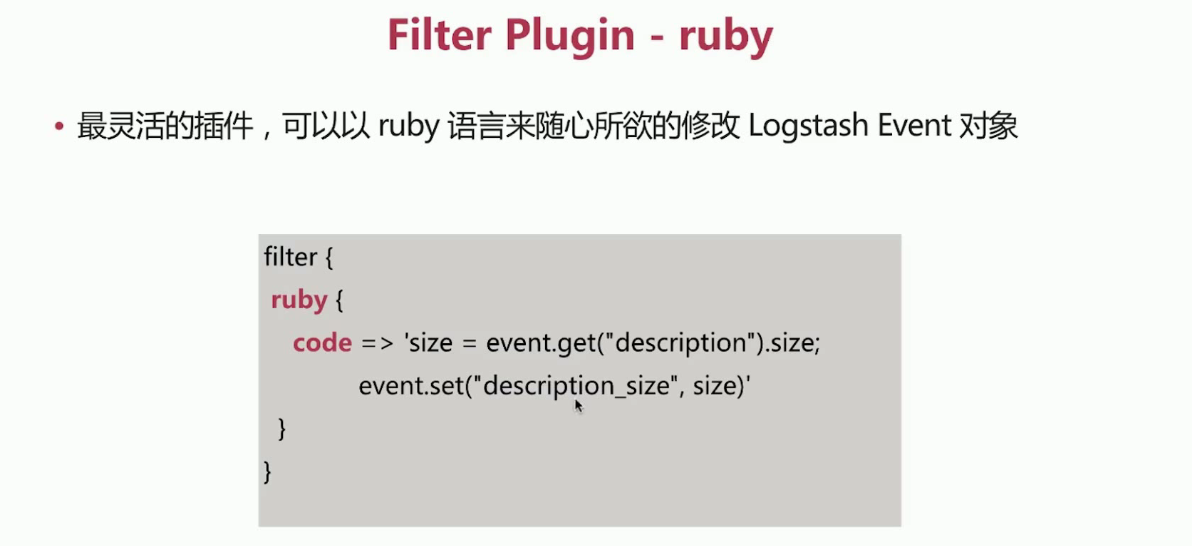 Filter Plugin - ruby
• 最灵活的插件，可以以 ruby 语言来随心所欲的修改 Logstash Event 对象
filter {
ruby {
code => 'size = event.get("description").size;
event.set("description_size", size)'
}
}